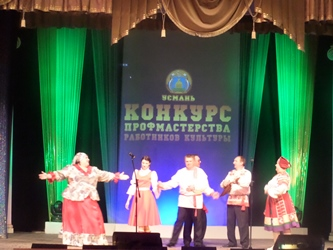 УСМАНЬ
КОНКУРС
ПРОФМАСТЕРСТВА
РАБОТНИКОВ КУЛЬТУРЫ